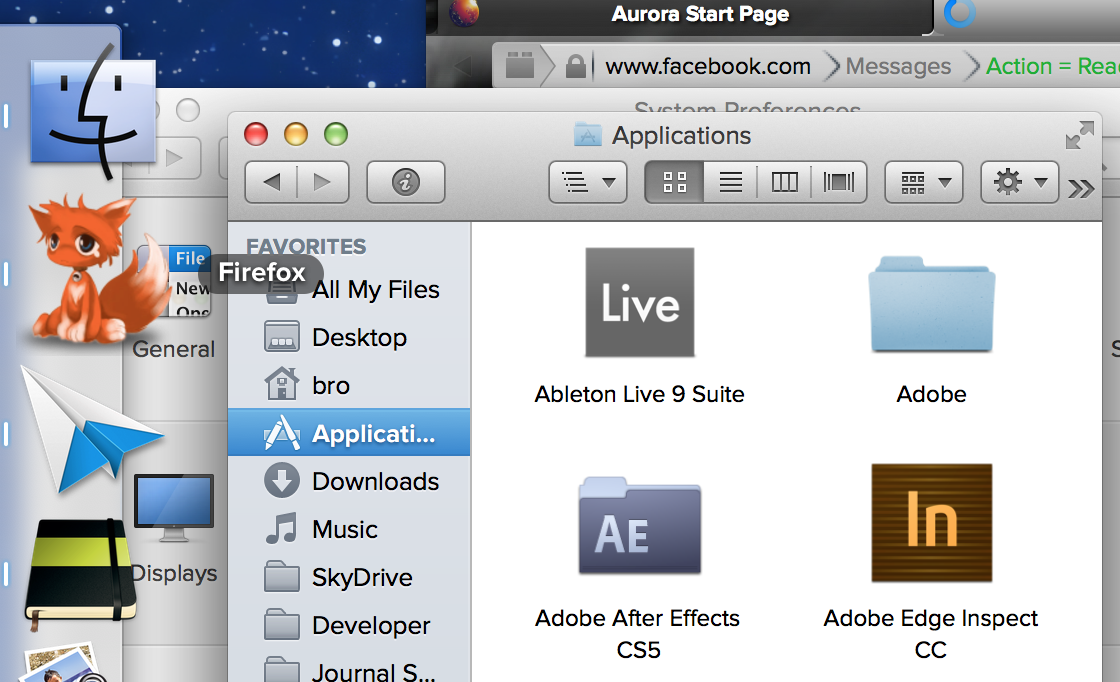 Aurora Start Page
www.facebook.com
Messages
Action = Rea
System Preferences
Applications
File
New
Ope
General
Displays
Firefox
FAVORITES
All My Files
Desktop
bro
Applicati...
Downloads
Music
SkyDrive
Developer
Journal S...
Live
Ableton Live 9 Suite
Adobe
AE
Adobe After Effects
CS5
In
Adobe Edge Inspect
CC